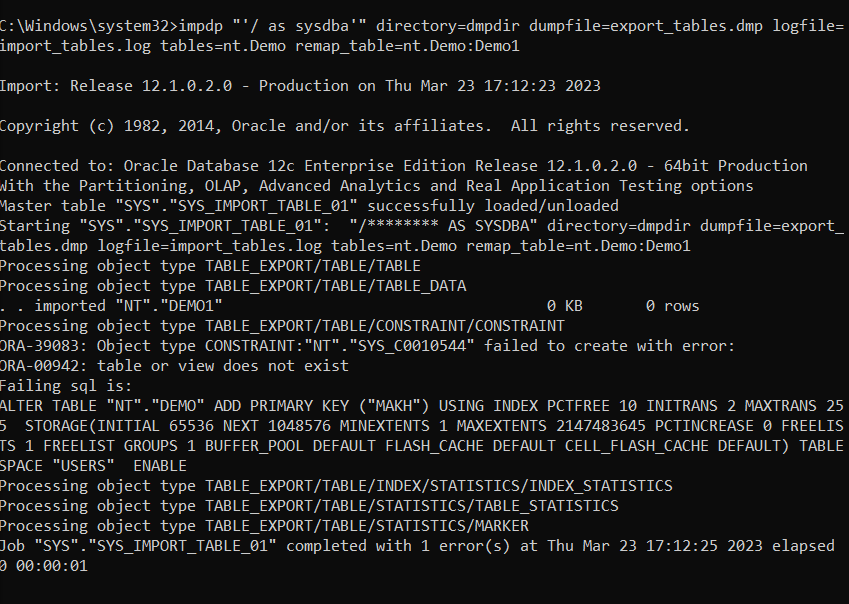 C:\Windows\system32>impdp "'/ as sysdba'" directory=dmpdir dumpfile=export_tables.dmp logfile=
import_tables.log tables=nt.Demo remap_table=nt.Demo:Demo1
Import: Release 12.1.0.2.0 - Production on Thu Mar 23 17:12:23 2023
Copyright (c) 1982, 2014, Oracle and/or its affiliates.  All rights reserved.
Connected to: Oracle Database 12c Enterprise Edition Release 12.1.0.2.0 - 64bit Production
With the Partitioning, OLAP, Advanced Analytics and Real Application Testing options
Master table "SYS"."SYS_IMPORT_TABLE_01" successfully loaded/unloaded
Starting "SYS"."SYS_IMPORT_TABLE_01":  "/******** AS SYSDBA" directory=dmpdir dumpfile=export_
tables.dmp logfile=import_tables.log tables=nt.Demo remap_table=nt.Demo:Demo1
Processing object type TABLE_EXPORT/TABLE/TABLE
Processing object type TABLE_EXPORT/TABLE/TABLE_DATA
. . imported "NT"."DEMO1"                                    0 KB       0 rows
Processing object type TABLE_EXPORT/TABLE/CONSTRAINT/CONSTRAINT
ORA-39083: Object type CONSTRAINT:"NT"."SYS_C0010544" failed to create with error:
ORA-00942: table or view does not exist
Failing sql is:
ALTER TABLE "NT"."DEMO" ADD PRIMARY KEY ("MAKH") USING INDEX PCTFREE 10 INITRANS 2 MAXTRANS 25
5  STORAGE(INITIAL 65536 NEXT 1048576 MINEXTENTS 1 MAXEXTENTS 2147483645 PCTINCREASE 0 FREELIS
TS 1 FREELIST GROUPS 1 BUFFER_POOL DEFAULT FLASH_CACHE DEFAULT CELL_FLASH_CACHE DEFAULT) TABLE
SPACE "USERS"  ENABLE
Processing object type TABLE_EXPORT/TABLE/INDEX/STATISTICS/INDEX_STATISTICS
Processing object type TABLE_EXPORT/TABLE/STATISTICS/TABLE_STATISTICS
Processing object type TABLE_EXPORT/TABLE/STATISTICS/MARKER
Job "SYS"."SYS_IMPORT_TABLE_01" completed with 1 error(s) at Thu Mar 23 17:12:25 2023 elapsed
0 00:00:01